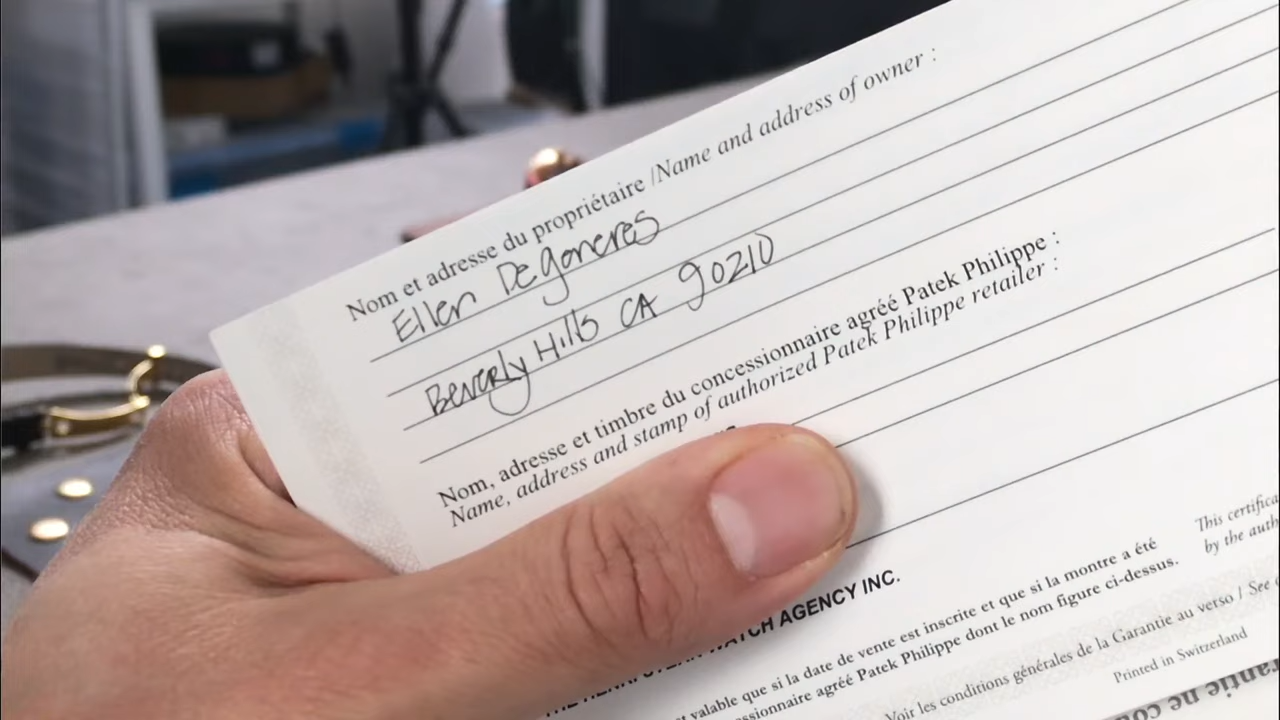 Nom et adresse du propriétaire /Name and address of owner :
Ellen Degeneres
Beverly Hills CA 90210
Nom, adresse et timbre du concessionnaire agréé Patek Philippe :
Name, address and stamp of authorized Patek Philippe retailer :
WATCH AGENCY INC.
This certifica
by the auth
valable que si la date de vente est inscrite et que si la montre a été
ssionnaire agréé Patek Philippe dont le nom figure ci-dessus.
Voir les conditions générales de la Garantie au verso / See
Printed in Switzerland
rantie ne co